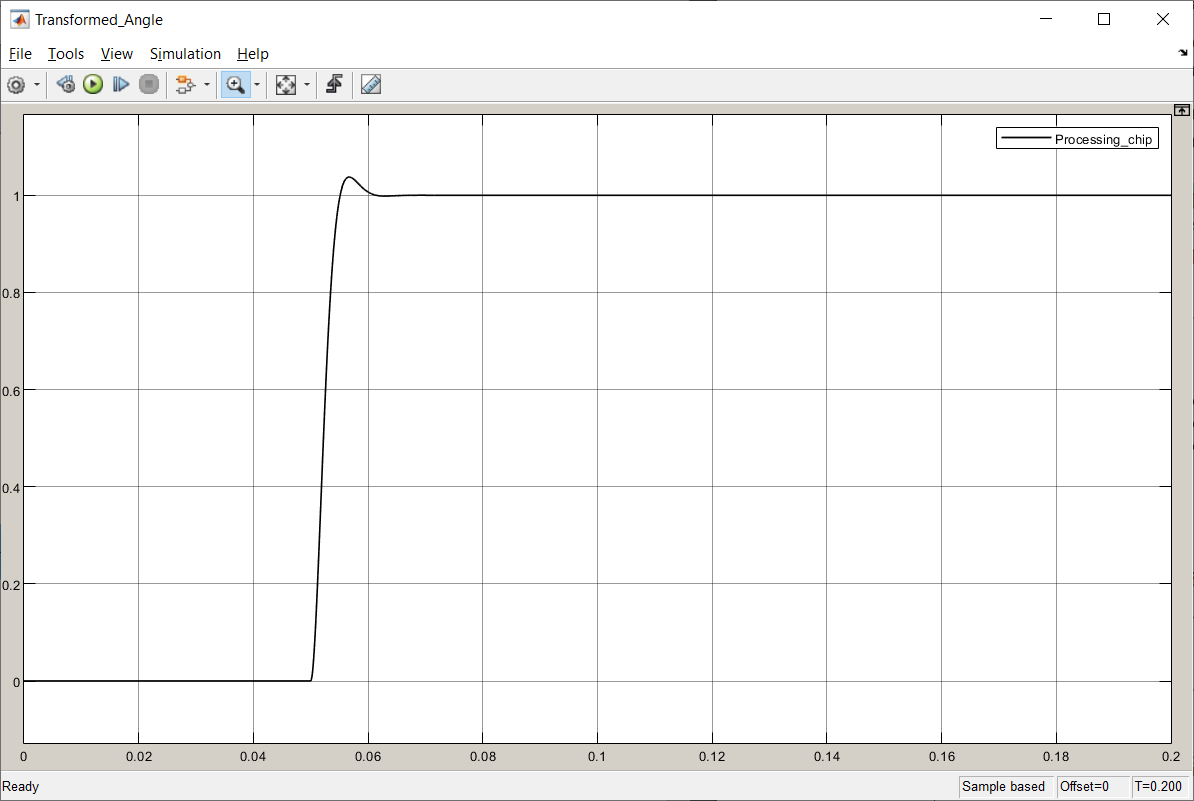 Transformed_Angle
File Tools View Simulation Help
Processing_chip
1
0.8
0.6
0.4
0.2
0
0 0.02 0.04 0.06 0.08 0.1 0.12 0.14 0.16 0.18 0.2
Ready Sample based Offset=0 T=0.200